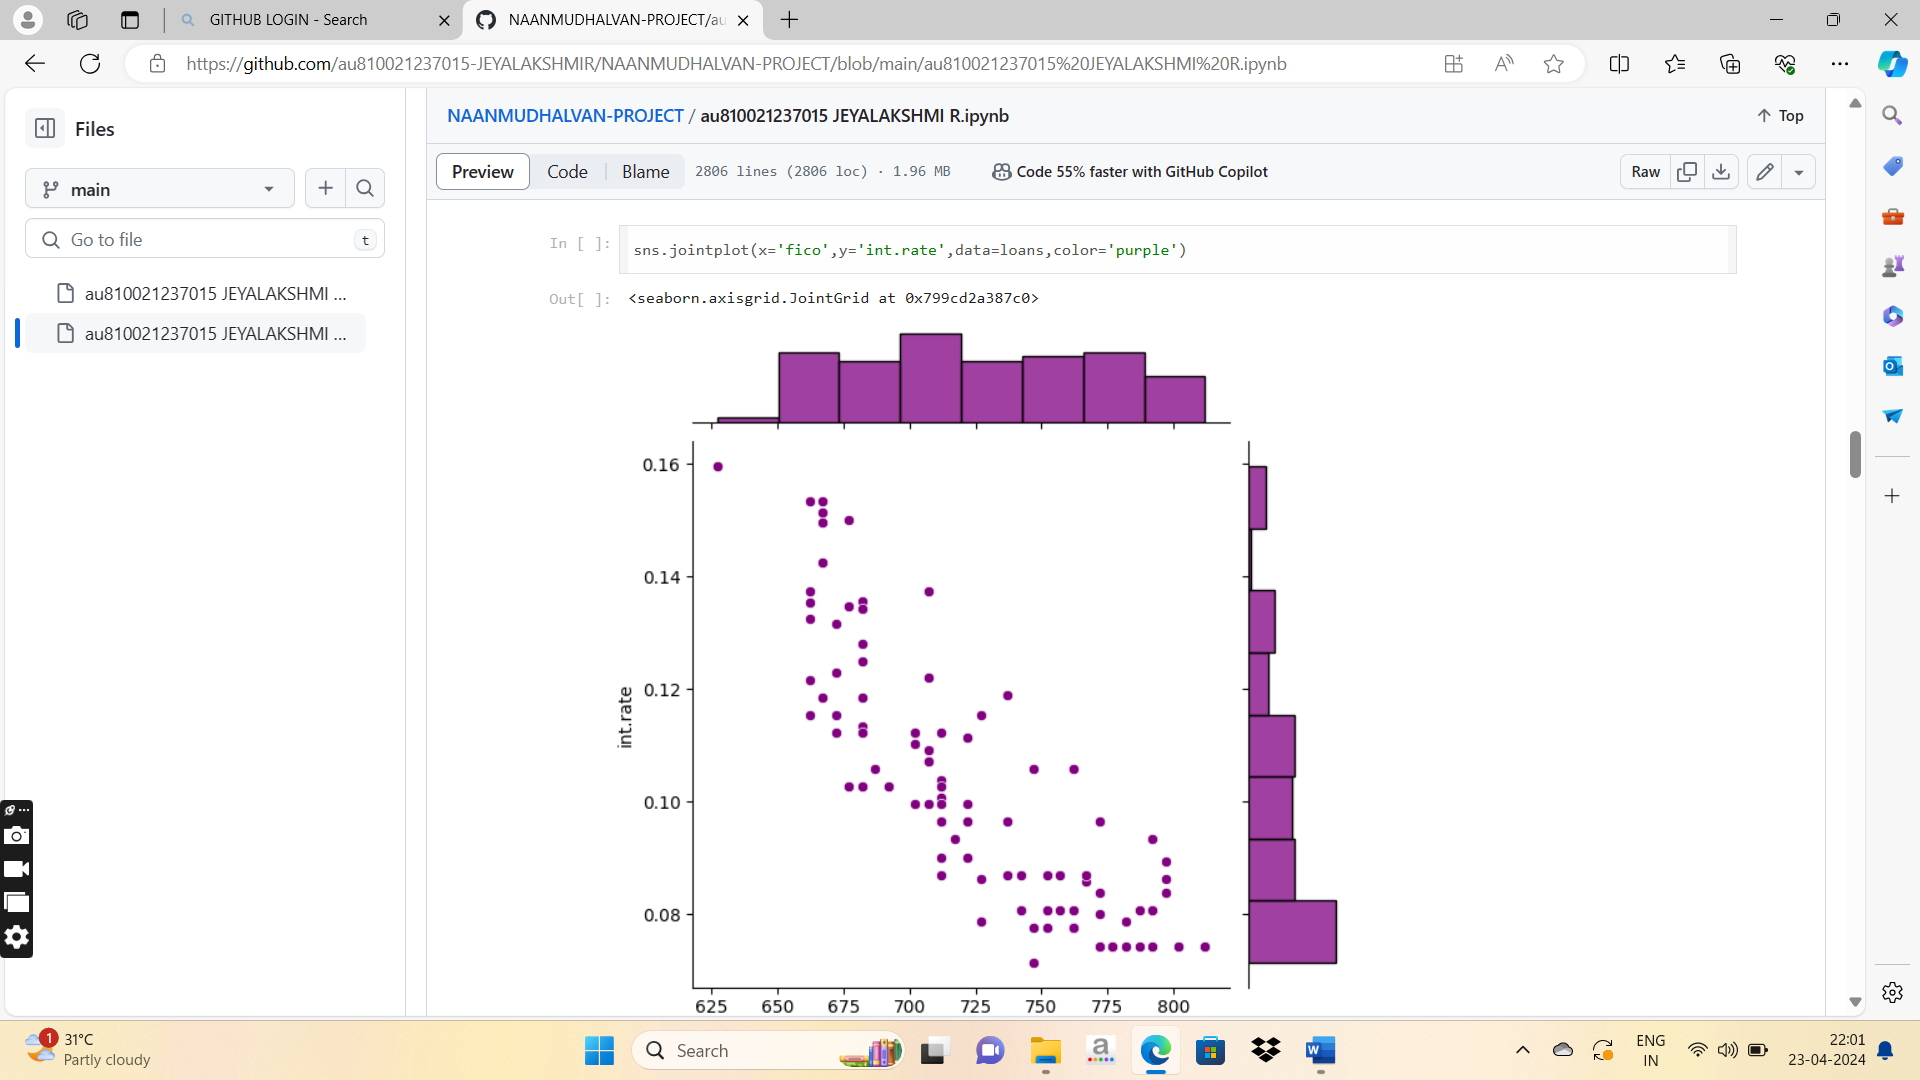 GITHUB LOGIN - Search
NAANMUDHALVAN-PROJECT/au
https://github.com/au810021237015-JEYALAKSHMIR/NAANMUDHALVAN-PROJECT/blob/main/au810021237015%20JEYALAKSHMI%20R.ipynb
Files
main
Go to file
t
au810021237015 JEYALAKSHMI ...
au810021237015 JEYALAKSHMI ...
NAANMUDHALVAN-PROJECT / au810021237015 JEYALAKSHMI R.ipynb
Top
Preview
Code
Blame
2806 lines (2806 loc) · 1.96 MB
Code 55% faster with GitHub Copilot
Raw
In [ ]:
sns.jointplot(x='fico',y='int.rate',data=loans,color='purple')
Out[ ]:
<seaborn.axisgrid.JointGrid at 0x799cd2a387c0>
0.16
0.14
0.12
0.10
0.08
int.rate
625 650 675 700 725 750 775 800
1
31°C
Partly cloudy
Search
ENG
IN
22:01
23-04-2024